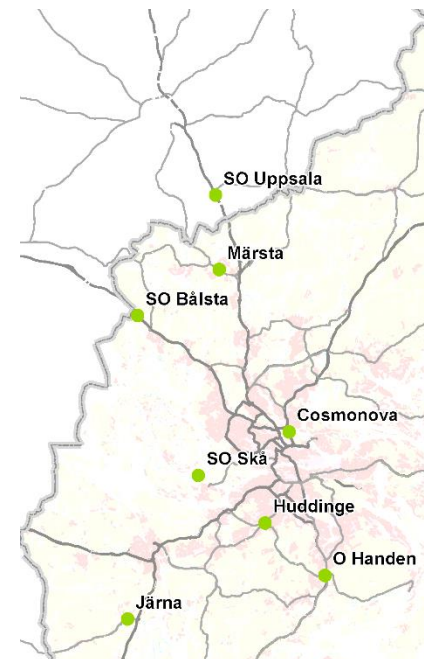 SO Uppsala
Märsta
SO Bålsta
Cosmonova
SO Skå
Huddinge
O Handen
Järna